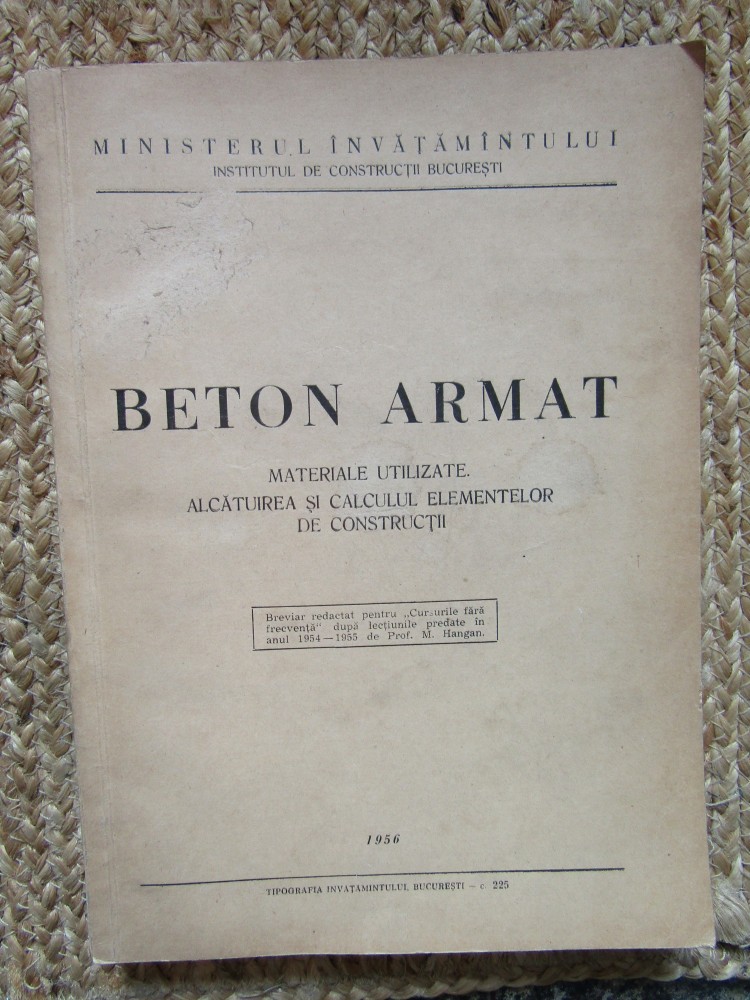 MINISTERUL ÎNVĂȚĂMÎNTULUI
INSTITUTUL DE CONSTRUCȚII BUCUREȘTI
BETON ARMAT
MATERIALE UTILIZATE.
ALCĂTUIREA ȘI CALCULUL ELEMENTELOR
DE CONSTRUCȚII
Breviar redactat pentru „Cursurile fără
frecvență" după lecțiunile predate în
anul 1954—1955 de Prof. M. Hangan.
1956
TIPOGRAFIA INVATAMINTULUI, BUCUREȘTI — c. 225